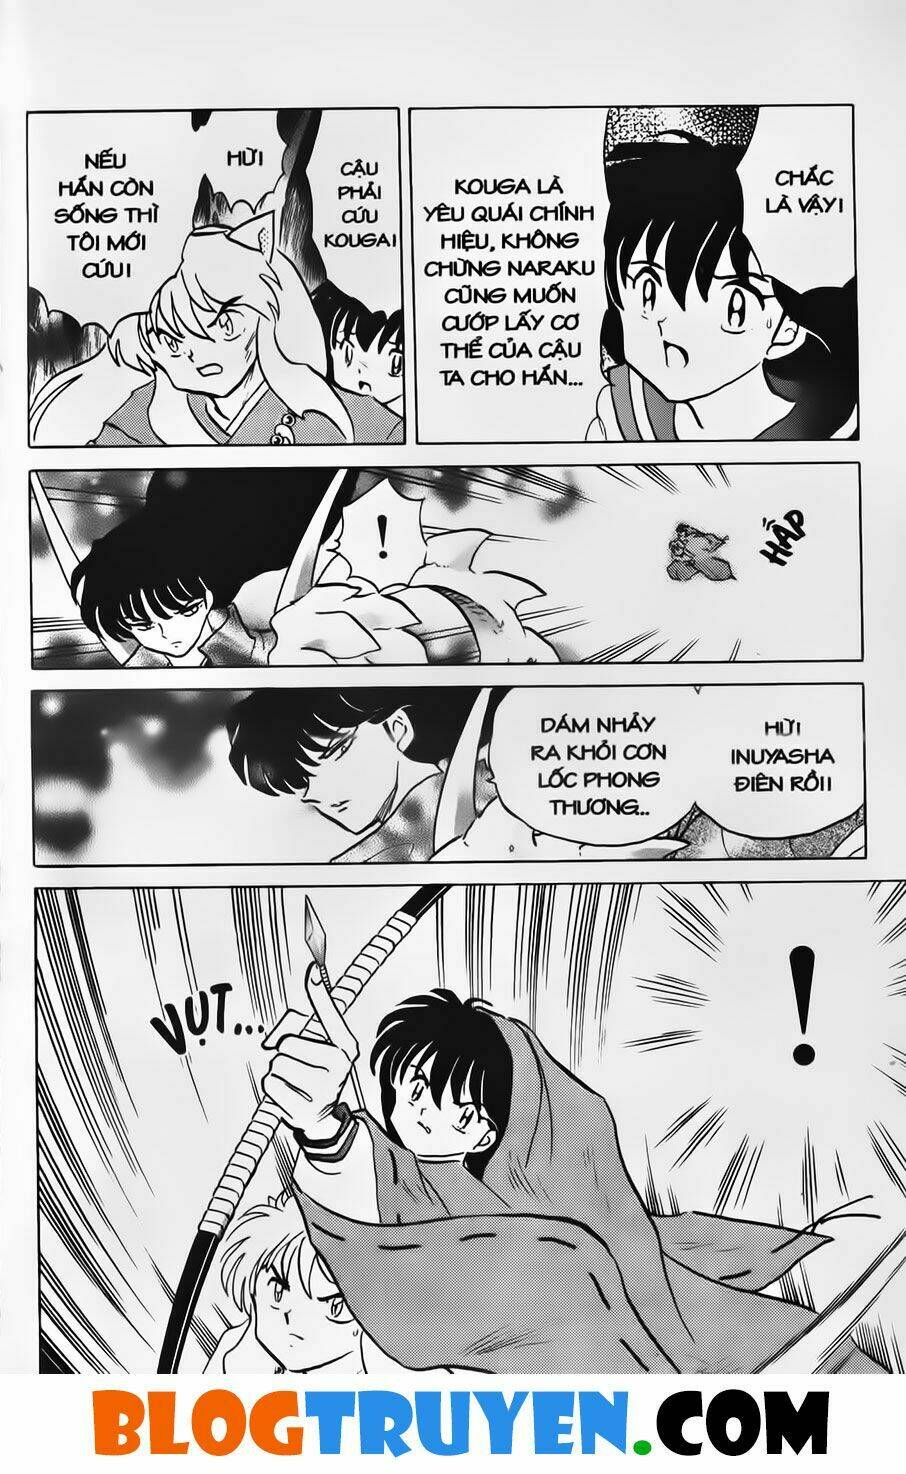 CHẮC
LÀ VẬY!
KOUGA LÀ
YÊU QUÁI CHÍNH
HIỆU, KHÔNG
CHỪNG NARAKU
CŨNG MUỐN
CƯỚP LẤY CƠ
THỂ CỦA CẬU
TA CHO HẮN...
CẬU
PHẢI
CỨU
KOUGA!
HỪ!
NẾU
HẮN CÒN
SỐNG THÌ
TÔI MỚI
CỨU!
HẤP
!
HỪ!
INUYASHA
ĐIÊN RỒ!!
DÁM NHẢY
RA KHỎI CƠN
LỐC PHONG
THƯƠNG...
!
VỤT...
BLOGTRUYEN.COM